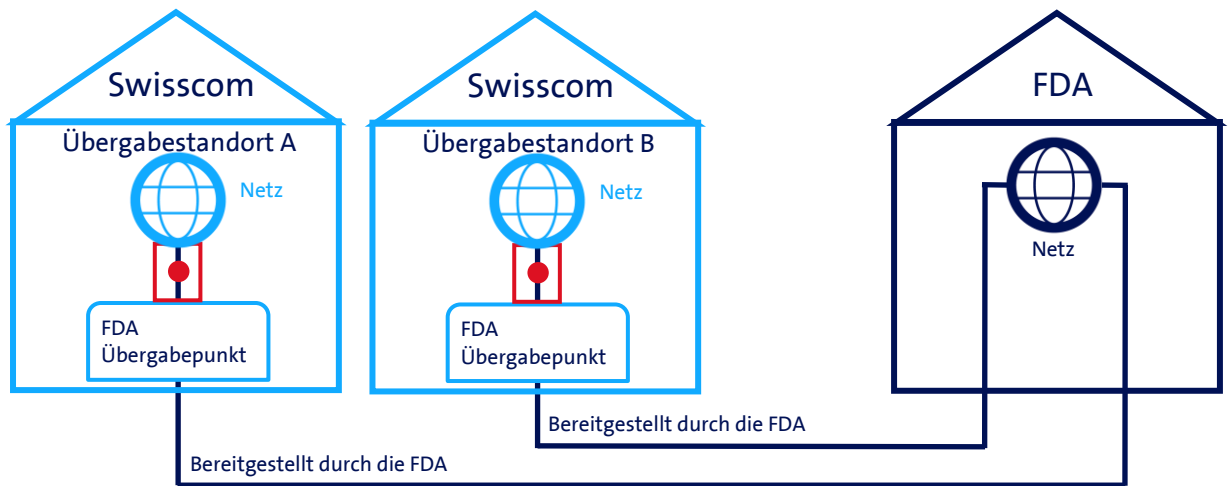 Swisscom
Übergabestandort A
Netz
FDA
Übergabepunkt
Swisscom
Übergabestandort B
Netz
FDA
Übergabepunkt
FDA
Netz
Bereitgestellt durch die FDA
Bereitgestellt durch die FDA